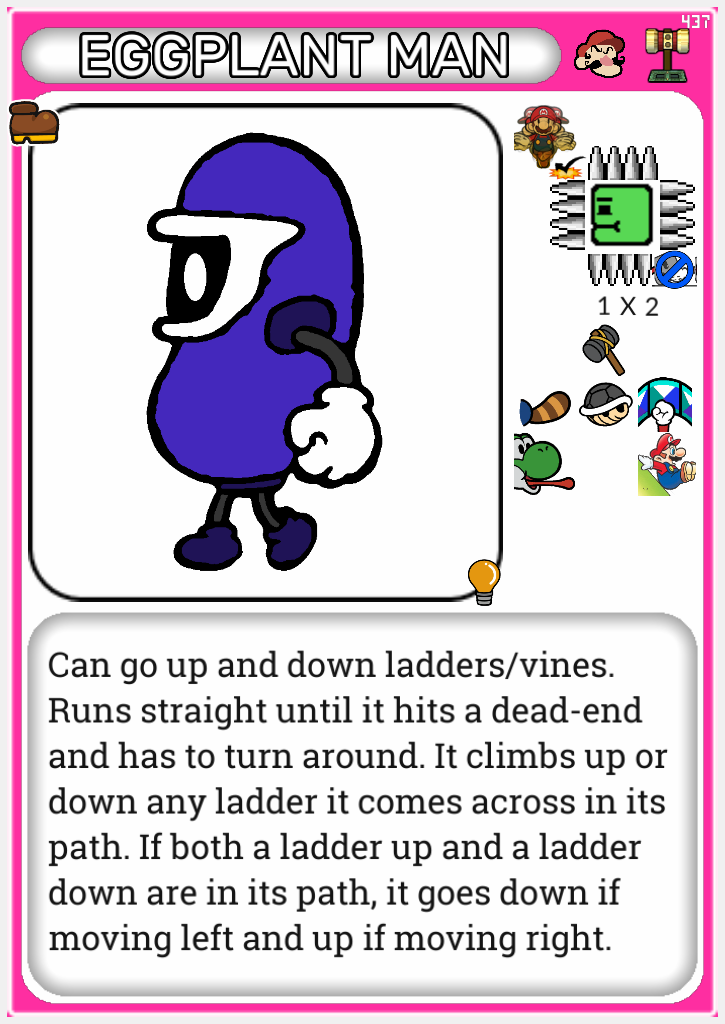 437
EGGPLANT MAN
1 X 2
Can go up and down ladders/vines.
Runs straight until it hits a dead-end
and has to turn around. It climbs up or
down any ladder it comes across in its
path. If both a ladder up and a ladder
down are in its path, it goes down if
moving left and up if moving right.